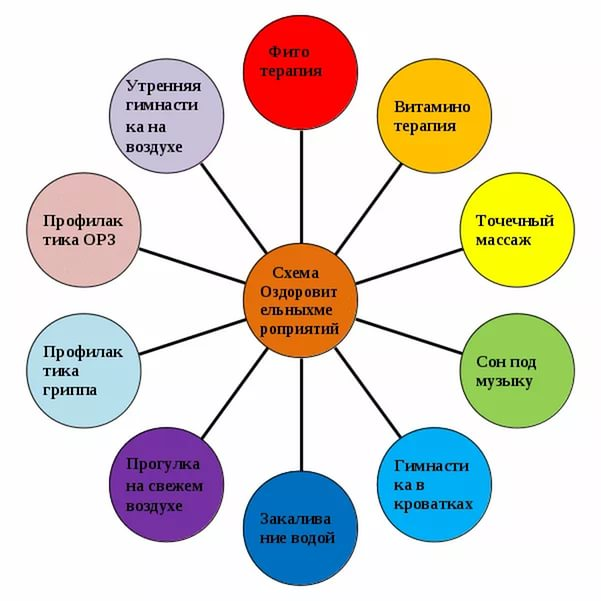 Фито
терапия
Витамино
терапия
Точечный
массаж
Сон под
музыку
Гимнасти
ка в
кроватках
Закалива
ние водой
Прогулка
на свежем
воздухе
Профилак
тика
гриппа
Профилак
тика ОРЗ
Утренняя
гимнасти
ка на
воздухе
Схема
Оздоровит
ельныхме
роприятий